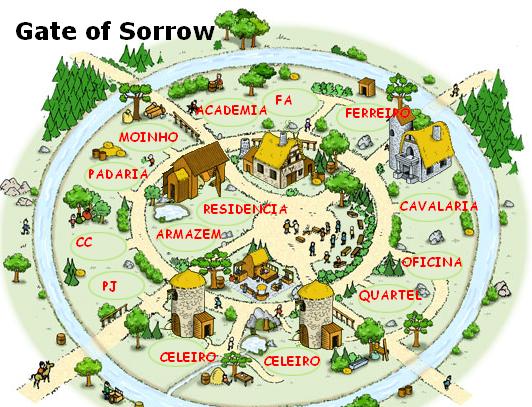 Gate of Sorrow
ACADEMIA
FA
FERREIRO
MOINHO
PADARIA
RESIDENCIA
CAVALARIA
CC
ARMAZEM
OFICINA
PJ
QUARTEL
CELEIRO
CELEIRO